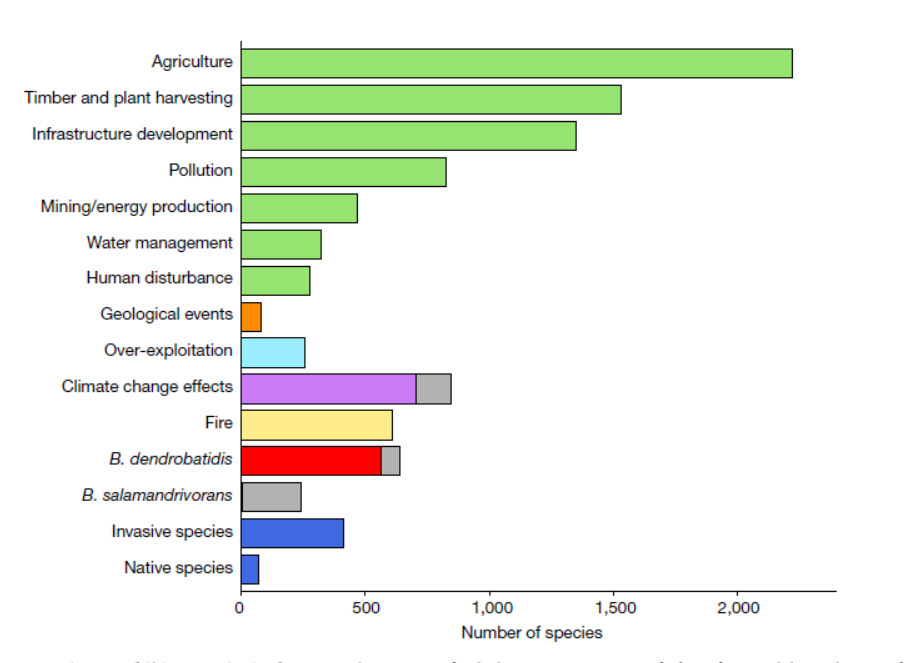 Agriculture
Timber and plant harvesting
Infrastructure development
Pollution
Mining/energy production
Water management
Human disturbance
Geological events
Over-exploitation
Climate change effects
Fire
B. dendrobatidis
B. salamandrivorans
Invasive species
Native species
0 500 1,000 1,500 2,000
Number of species